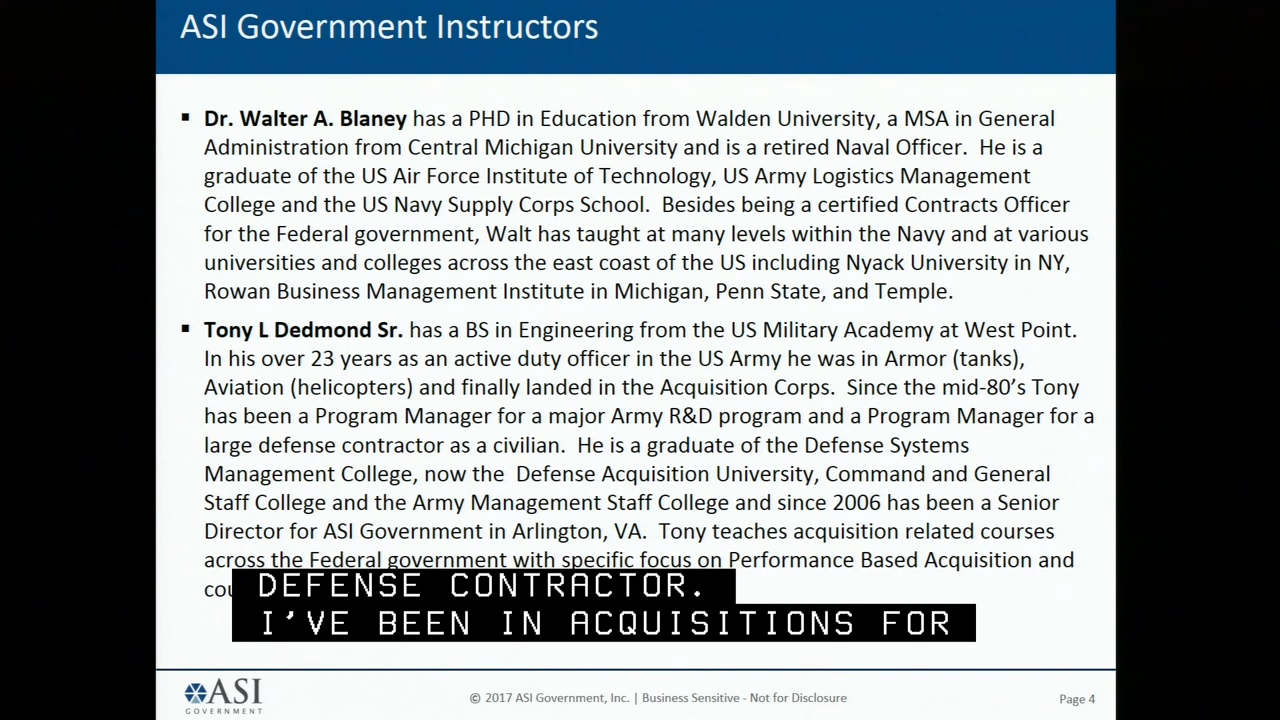 ASI Government Instructors
▪ Dr. Walter A. Blaney has a PHD in Education from Walden University, a MSA in General
Administration from Central Michigan University and is a retired Naval Officer.  He is a
graduate of the US Air Force Institute of Technology, US Army Logistics Management
College and the US Navy Supply Corps School.  Besides being a certified Contracts Officer
for the Federal government, Walt has taught at many levels within the Navy and at various
universities and colleges across the east coast of the US including Nyack University in NY,
Rowan Business Management Institute in Michigan, Penn State, and Temple.
▪ Tony L Dedmond Sr. has a BS in Engineering from the US Military Academy at West Point.
In his over 23 years as an active duty officer in the US Army he was in Armor (tanks),
Aviation (helicopters) and finally landed in the Acquisition Corps.  Since the mid-80's Tony
has been a Program Manager for a major Army R&D program and a Program Manager for a
large defense contractor as a civilian.  He is a graduate of the Defense Systems
Management College, now the  Defense Acquisition University, Command and General
Staff College and the Army Management Staff College and since 2006 has been a Senior
Director for ASI Government in Arlington, VA.  Tony teaches acquisition related courses
across the Federal government with specific focus on Performance Based Acquisition and
DEFENSE CONTRACTOR.
I'VE BEEN IN ACQUISITIONS FOR
ASI
GOVERNMENT
© 2017 ASI Government, Inc. | Business Sensitive - Not for Disclosure
Page 4